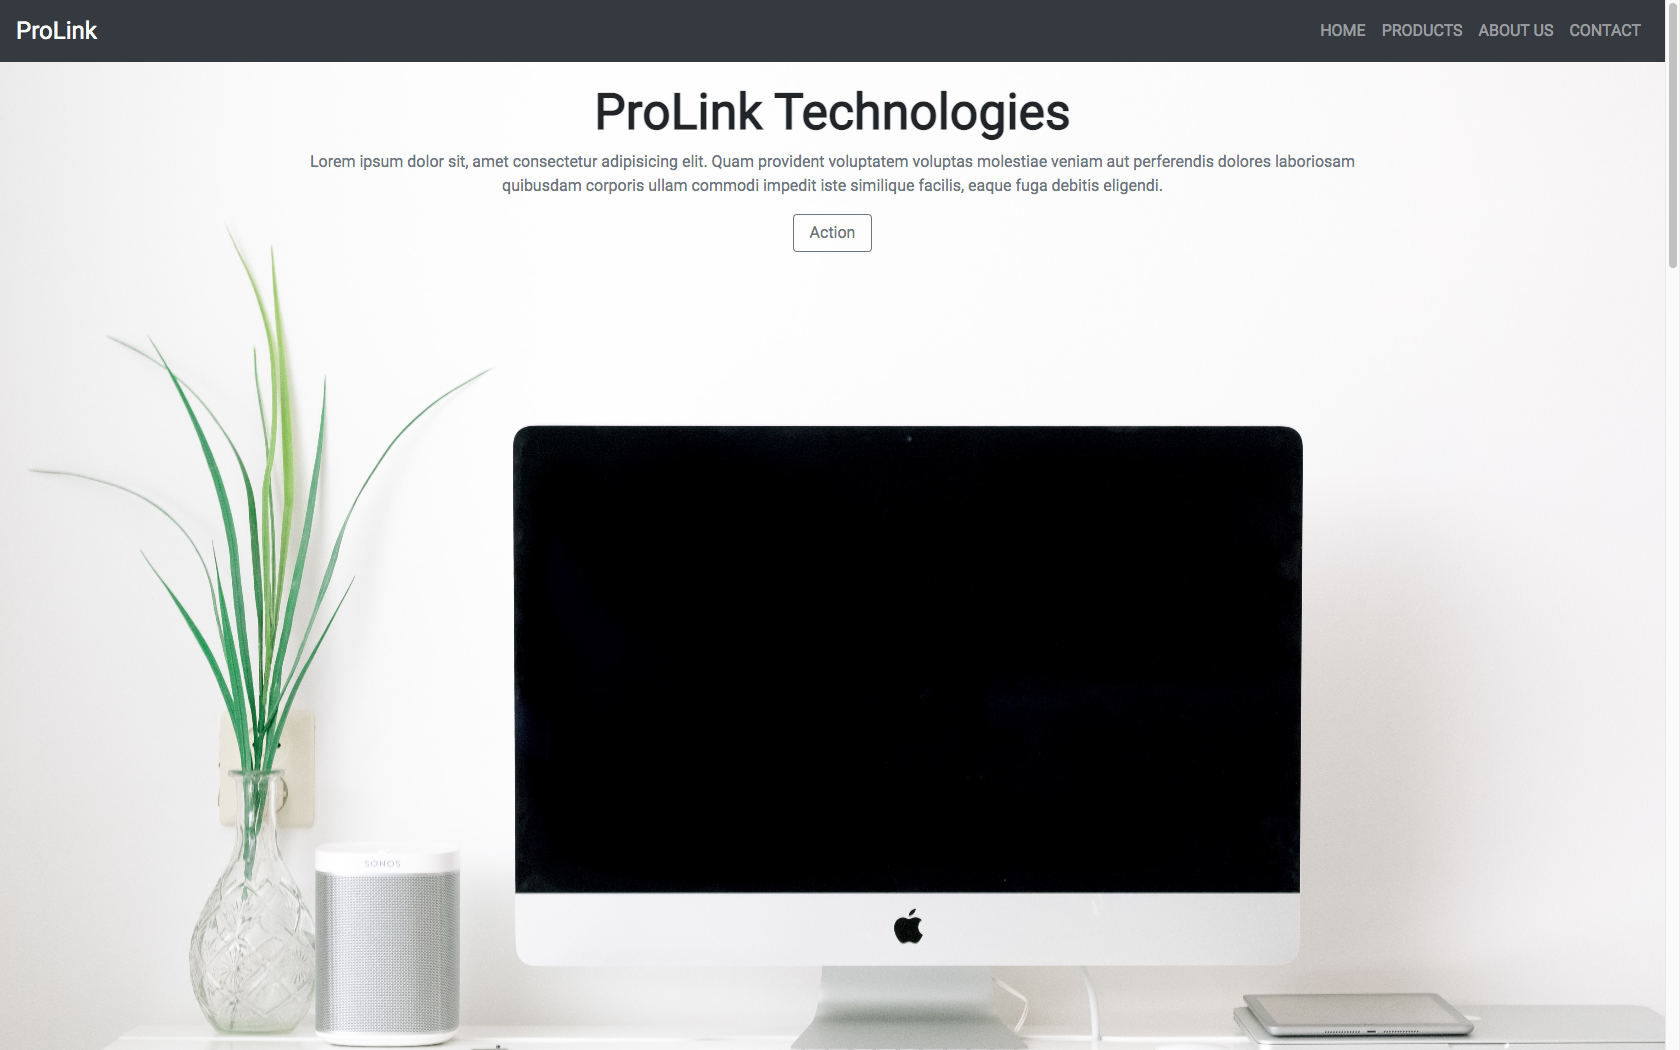 ProLink
HOME PRODUCTS ABOUT US CONTACT
ProLink Technologies
Lorem ipsum dolor sit, amet consectetur adipisicing elit. Quam provident voluptatem voluptas molestiae veniam aut perferendis dolores laboriosam
quibusdam corporis ullam commodi impedit iste similique facilis, eaque fuga debitis eligendi.
Action
SONOS